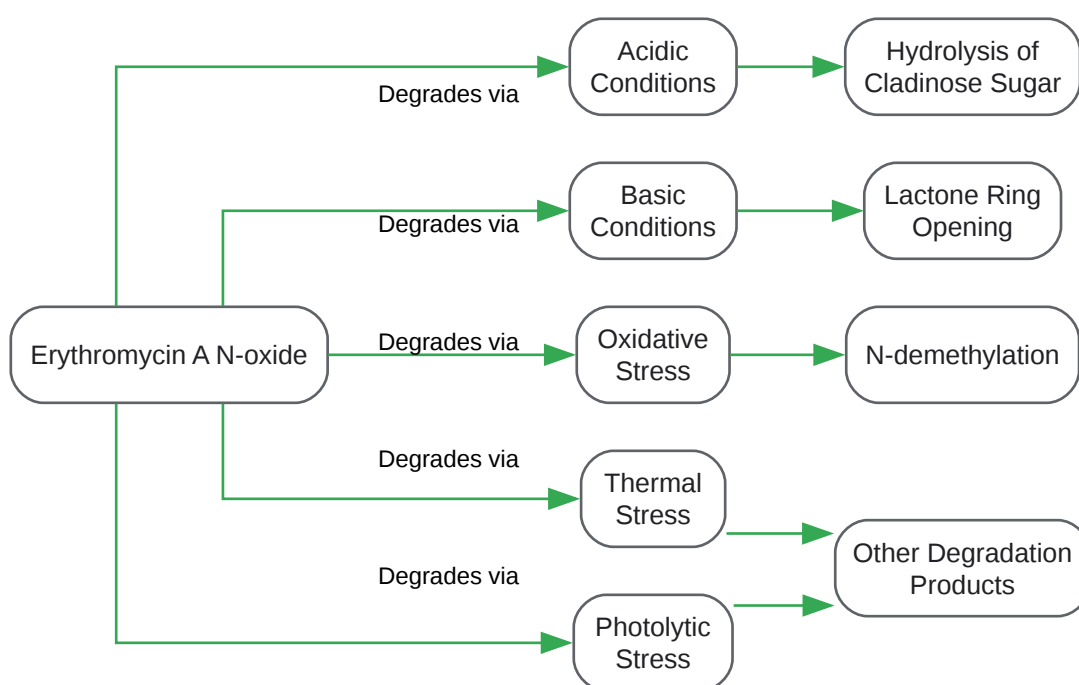 Acidic
Conditions
Hydrolysis of
Cladinose Sugar
Degrades via
Basic
Conditions
Lactone Ring
Opening
Degrades via
Erythromycin A N-oxide
Degrades via
Oxidative
Stress
N-demethylation
Degrades via
Thermal
Stress
Other Degradation
Products
Degrades via
Photolytic
Stress